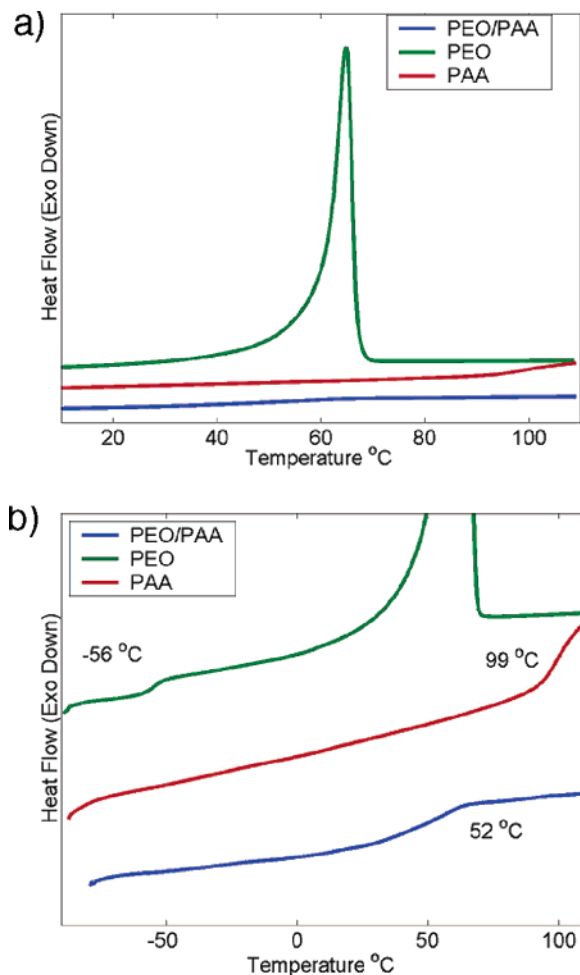 a)
PEO/PAA
PEO
PAA
Heat Flow (Exo Down)
20 40 60 80 100
Temperature °C
b)
PEO/PAA
PEO
PAA
-56 °C
99 °C
52 °C
Heat Flow (Exo Down)
-50 0 50 100
Temperature °C